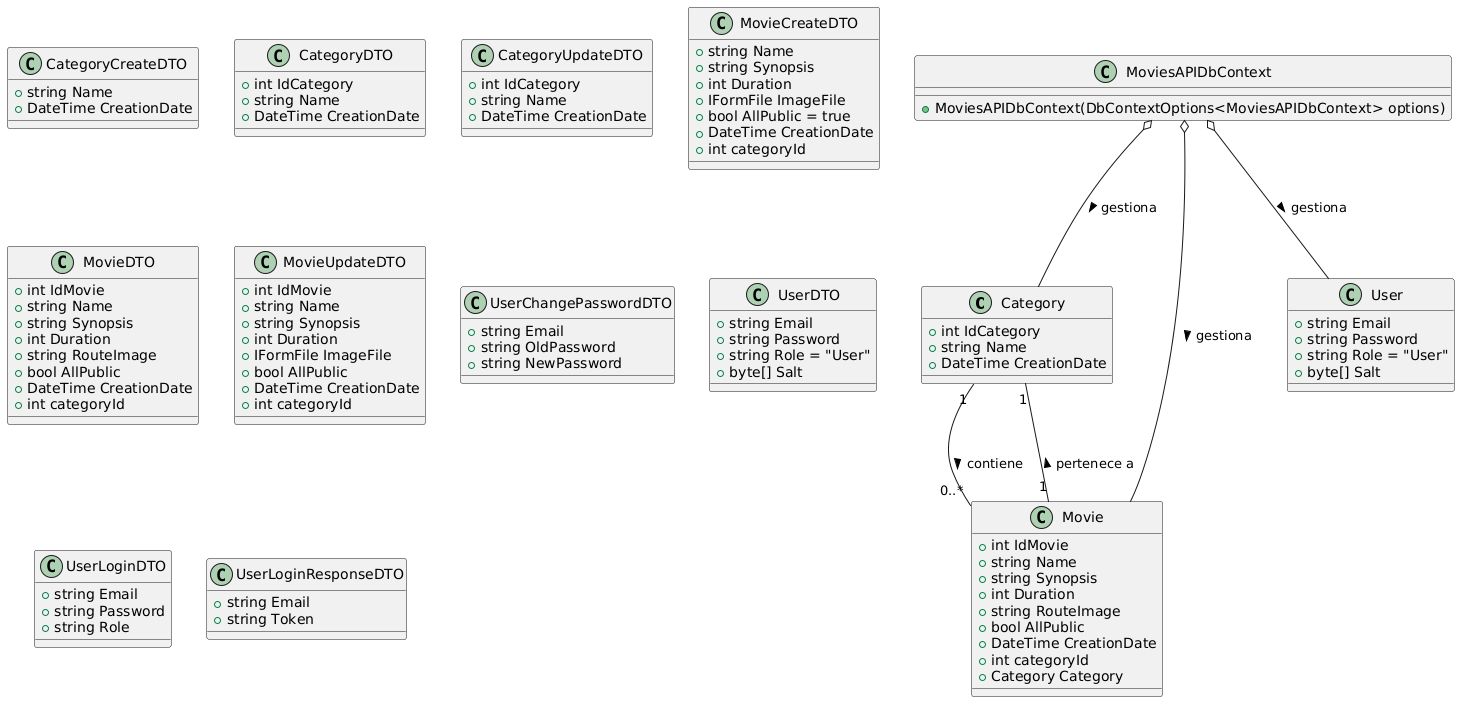 C CategoryCreateDTO
string Name
DateTime CreationDate
C CategoryDTO
int IdCategory
string Name
DateTime CreationDate
C CategoryUpdateDTO
int IdCategory
string Name
DateTime CreationDate
C MovieCreateDTO
string Name
string Synopsis
int Duration
IFormFile ImageFile
bool AllPublic = true
DateTime CreationDate
int categoryId
C MoviesAPIDbContext
MoviesAPIDbContext(DbContextOptions<MoviesAPIDbContext> options)
gestiona
gestiona
gestiona
C MovieDTO
int IdMovie
string Name
string Synopsis
int Duration
string RouteImage
bool AllPublic
DateTime CreationDate
int categoryId
C MovieUpdateDTO
int IdMovie
string Name
string Synopsis
int Duration
IFormFile ImageFile
bool AllPublic
DateTime CreationDate
int categoryId
C UserChangePasswordDTO
string Email
string OldPassword
string NewPassword
C UserDTO
string Email
string Password
string Role = "User"
byte[] Salt
C Category
int IdCategory
string Name
DateTime CreationDate
C User
string Email
string Password
string Role = "User"
byte[] Salt
1
1
contiene
pertenece a
0..*
1
C UserLoginDTO
string Email
string Password
string Role
C UserLoginResponseDTO
string Email
string Token
C Movie
int IdMovie
string Name
string Synopsis
int Duration
string RouteImage
bool AllPublic
DateTime CreationDate
int categoryId
Category Category